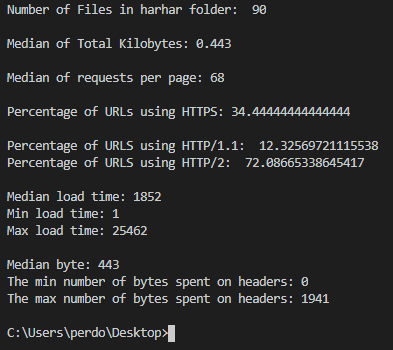 Number of Files in harhar folder:  90
Median of Total Kilobytes: 0.443
Median of requests per page: 68
Percentage of URLs using HTTPS: 34.44444444444444
Percentage of URLS using HTTP/1.1:  12.32569721115538
Percentage of URLS using HTTP/2:  72.08665338645417
Median load time: 1852
Min load time: 1
Max load time: 25462
Median byte: 443
The min number of bytes spent on headers: 0
The max number of bytes spent on headers: 1941
C:\Users\perdo\Desktop>